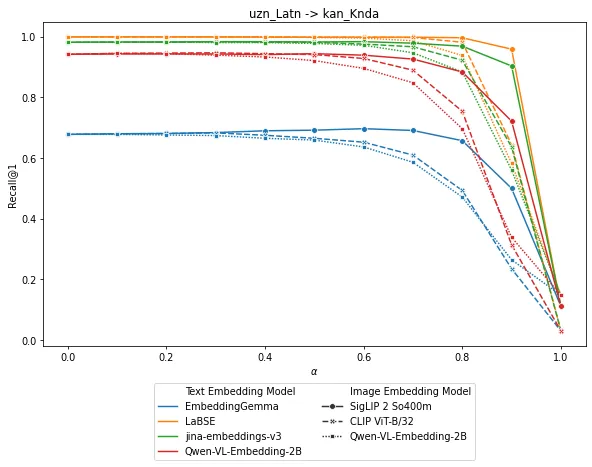 uzn_Latn -> kan_Knda
1.0
0.8
0.6
0.4
0.2
0.0
Recall@1
0.0 0.2 0.4 0.6 0.8 1.0
α
Text Embedding Model Image Embedding Model
EmbeddingGemma SigLIP 2 So400m
LaBSE CLIP ViT-B/32
jina-embeddings-v3 Qwen-VL-Embedding-2B
Qwen-VL-Embedding-2B